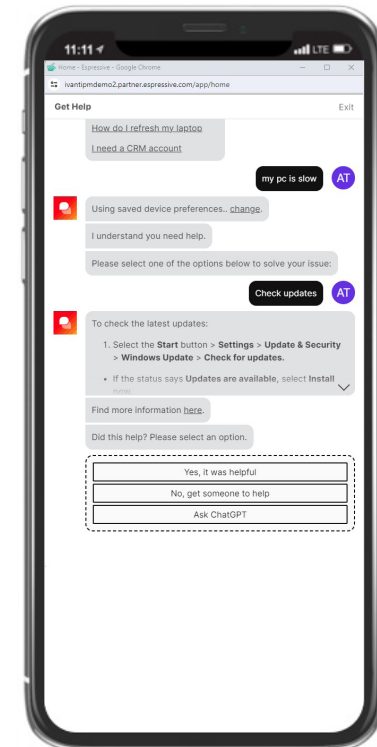 11:11
LTE
Home - Espressive - Google Chrome
ivantipmdemo2.partner.espressive.com/app/home
Get Help
Exit
How do I refresh my laptop
I need a CRM account
my pc is slow
AT
Using saved device preferences.. change.
I understand you need help.
Please select one of the options below to solve your issue:
Check updates
AT
To check the latest updates:
1. Select the Start button > Settings > Update & Security
> Windows Update > Check for updates.
• If the status says Updates are available, select Install
Find more information here.
Did this help? Please select an option.
Yes, it was helpful
No, get someone to help
Ask ChatGPT